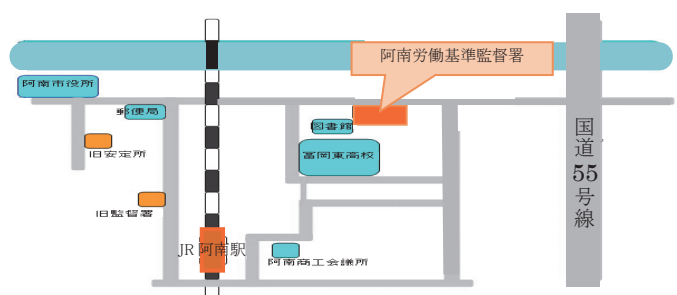 阿南労働基準監督署
阿南市役所
郵便局
図書館
旧安定所
富岡東高校
国道55号線
旧監督署
JR阿南駅
阿南商工会議所